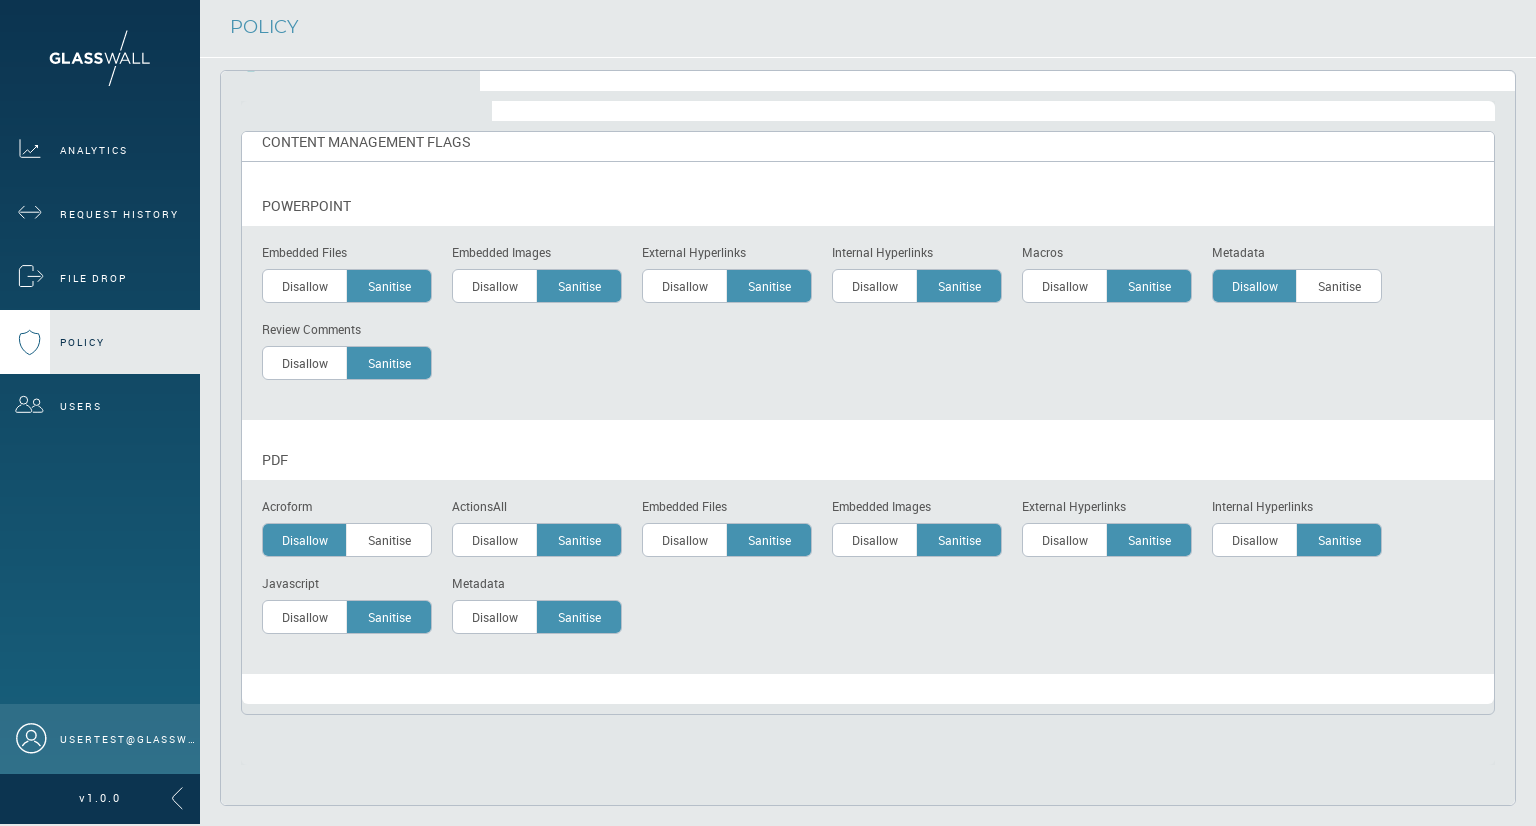 GLASSWALL
ANALYTICS
REQUEST HISTORY
FILE DROP
POLICY
USERS
USERTEST@GLASSW...
v1.0.0
POLICY
CONTENT MANAGEMENT FLAGS
POWERPOINT
Embedded Files Embedded Images External Hyperlinks Internal Hyperlinks Macros Metadata
Disallow Sanitise Disallow Sanitise Disallow Sanitise Disallow Sanitise Disallow Sanitise Disallow Sanitise
Review Comments
Disallow Sanitise
PDF
Acroform ActionsAll Embedded Files Embedded Images External Hyperlinks Internal Hyperlinks
Disallow Sanitise Disallow Sanitise Disallow Sanitise Disallow Sanitise Disallow Sanitise Disallow Sanitise
Javascript Metadata
Disallow Sanitise Disallow Sanitise